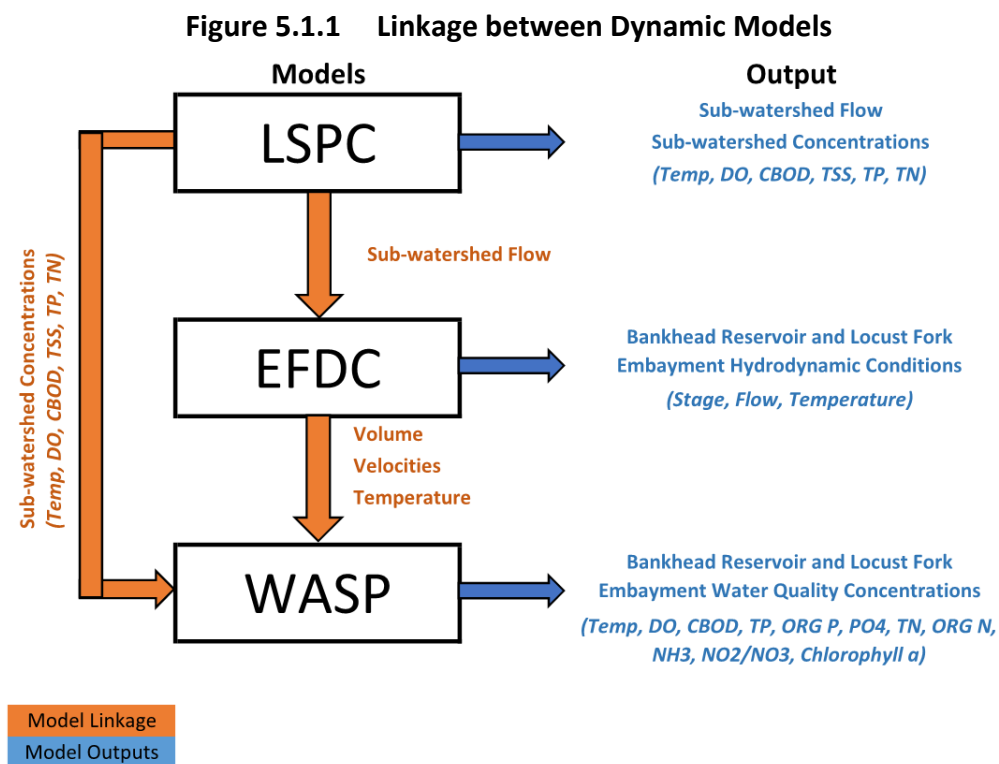 Figure 5.1.1 Linkage between Dynamic Models
Models
Output
LSPC
Sub-watershed Flow
Sub-watershed Concentrations
(Temp, DO, CBOD, TSS, TP, TN)
Sub-watershed Flow
Sub-watershed Concentrations
(Temp, DO, CBOD, TSS, TP, TN)
EFDC
Bankhead Reservoir and Locust Fork
Embayment Hydrodynamic Conditions
(Stage, Flow, Temperature)
Volume
Velocities
Temperature
WASP
Bankhead Reservoir and Locust Fork
Embayment Water Quality Concentrations
(Temp, DO, CBOD, TP, ORG P, PO4, TN, ORG N,
NH3, NO2/NO3, Chlorophyll a)
Model Linkage
Model Outputs